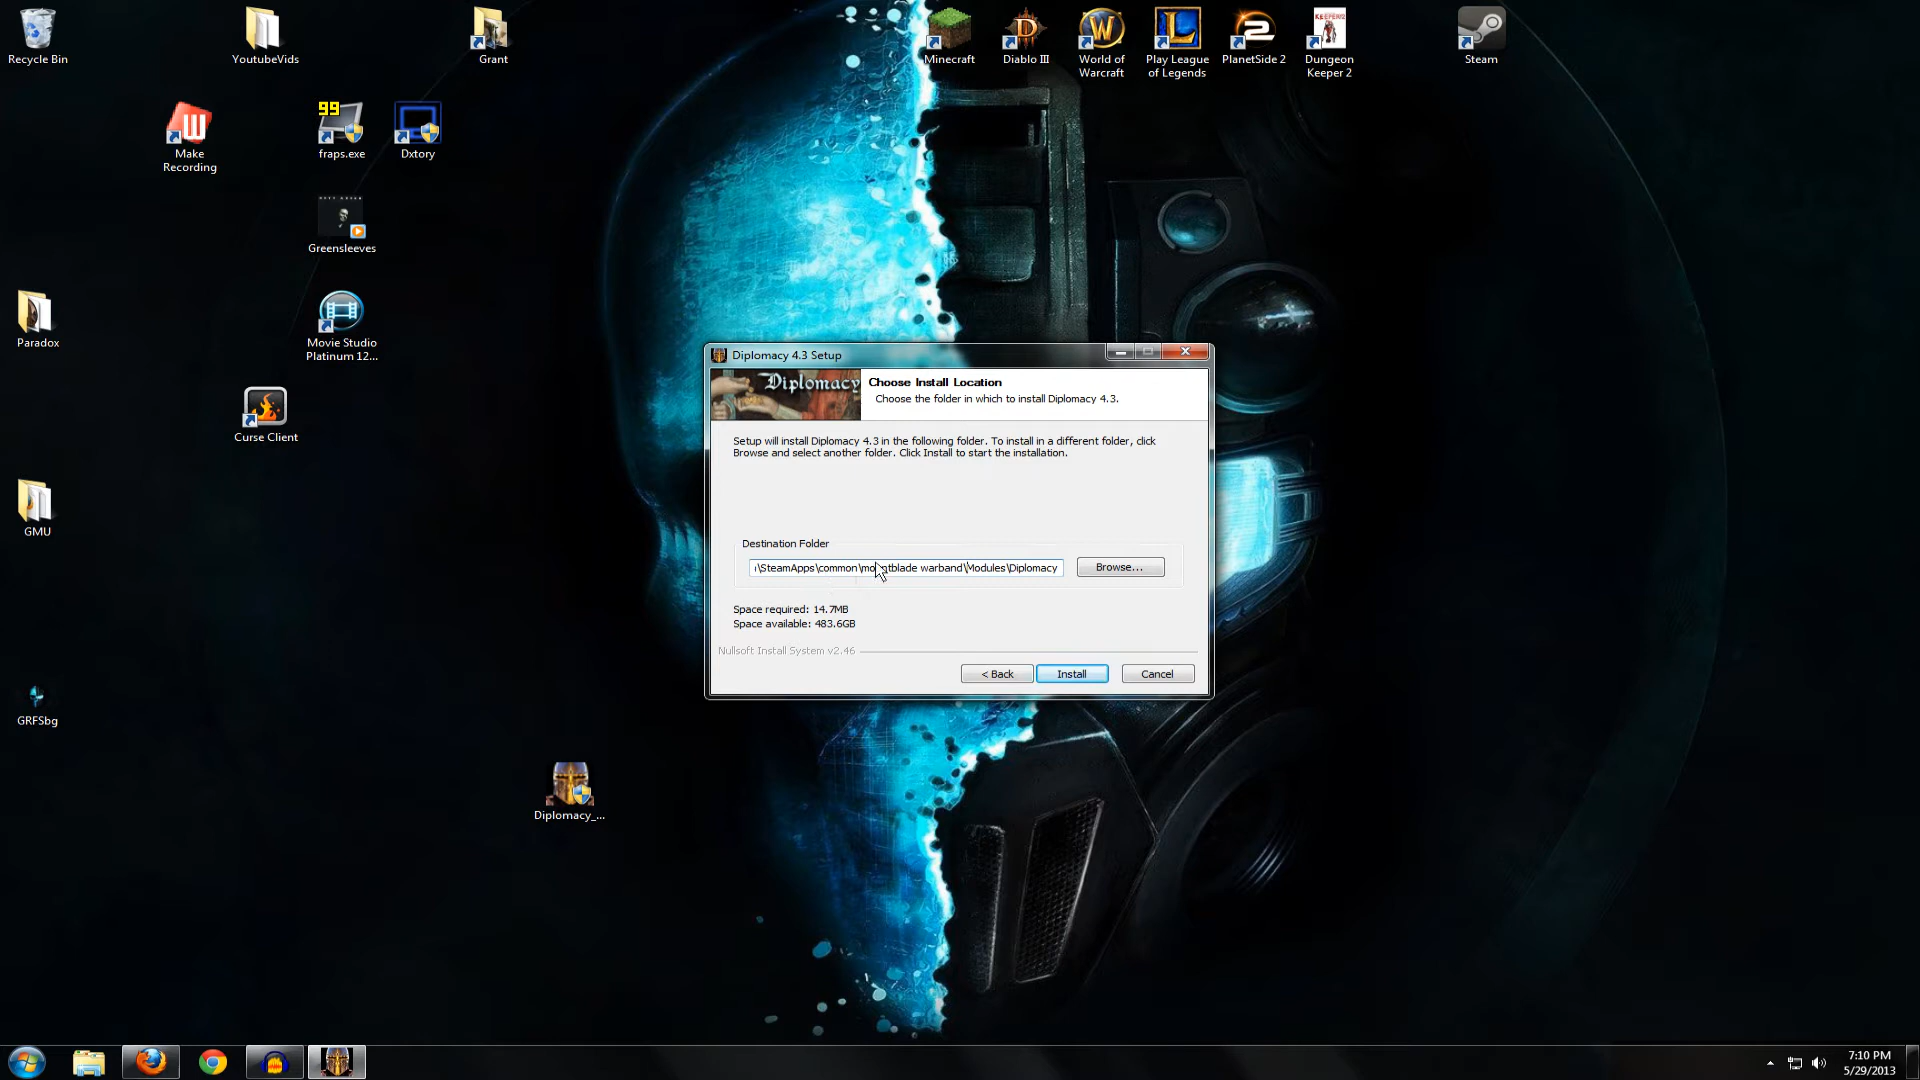 Recycle Bin
YoutubeVids
Grant
Minecraft
Diablo III
World of
Warcraft
Play League
of Legends
PlanetSide 2
Dungeon
Keeper 2
Steam
99
Make
Recording
fraps.exe
Dxtory
Greensleeves
Paradox
Movie Studio
Platinum 12...
Curse Client
GMU
GRFSbg
Diplomacy_...
Diplomacy 4.3 Setup
Diplomacy
Choose Install Location
Choose the folder in which to install Diplomacy 4.3.
Setup will install Diplomacy 4.3 in the following folder. To install in a different folder, click
Browse and select another folder. Click Install to start the installation.
Destination Folder
\SteamApps\common\mountblade warband\Modules\Diplomacy
Browse...
Space required: 14.7MB
Space available: 483.6GB
Nullsoft Install System v2.46
< Back
Install
Cancel
7:10 PM
5/29/2013